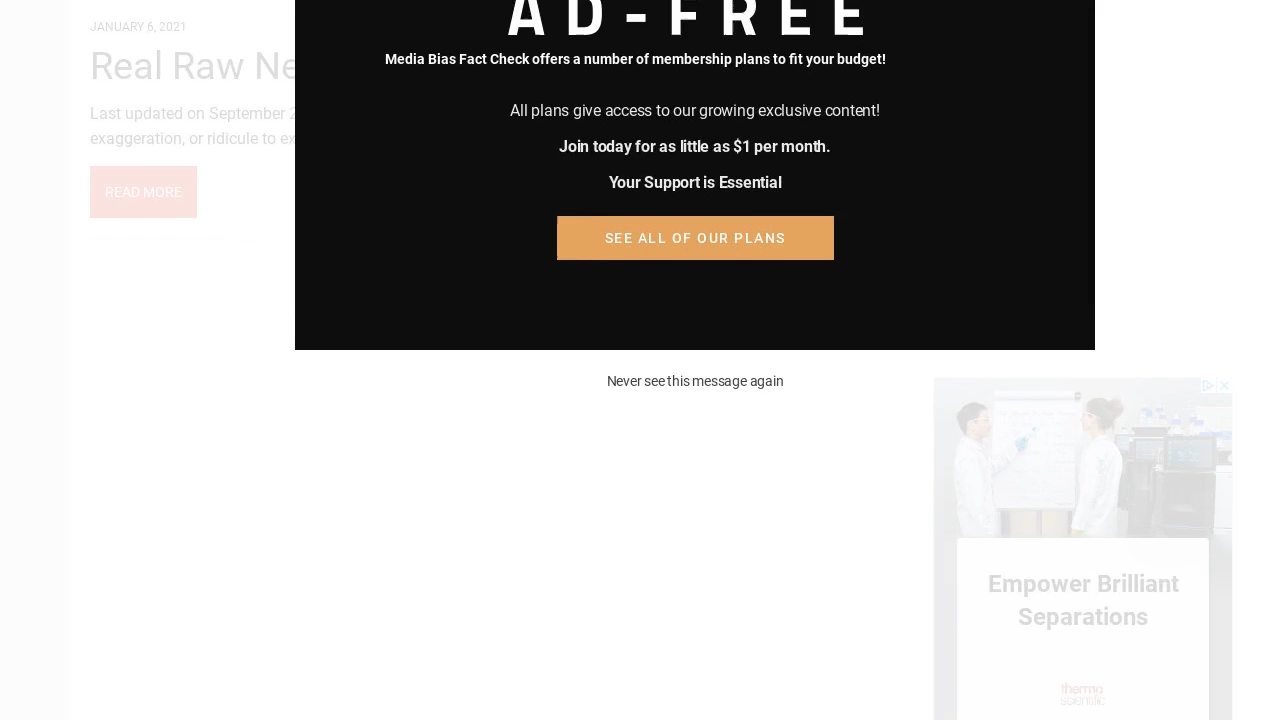 JANUARY 6, 2021
Real Raw Ne
Last updated on September 2
exaggeration, or ridicule to ex
READ MORE
AD-FREE
Media Bias Fact Check offers a number of membership plans to fit your budget!
All plans give access to our growing exclusive content!
Join today for as little as $1 per month.
Your Support is Essential
SEE ALL OF OUR PLANS
Never see this message again
Empower Brilliant
Separations
thermo
scientific